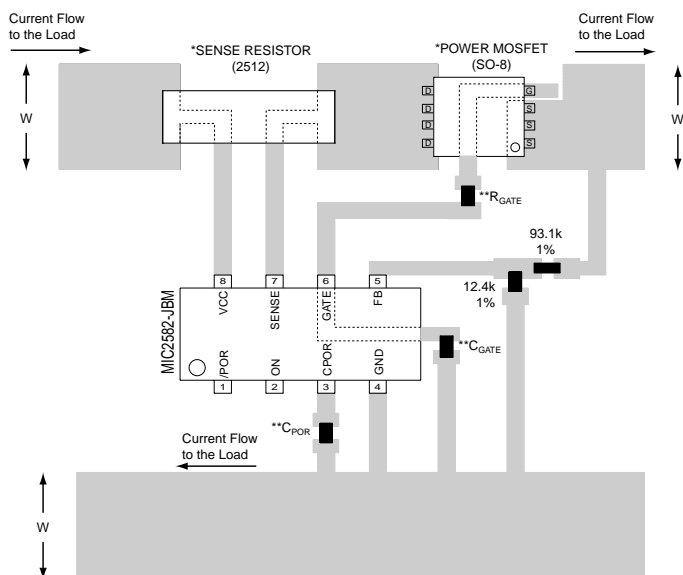 Current Flow
to the Load
*SENSE RESISTOR
(2512)
*POWER MOSFET
(SO-8)
Current Flow
to the Load
W
D
D
D
D
G
S
S
S
W
**RGATE
93.1k
1%
12.4k
1%
8
7
6
5
VCC
SENSE
GATE
FB
MIC2582-JBM
/POR
ON
CPOR
GND
1
2
3
4
**CGATE
**CPOR
Current Flow
to the Load
W